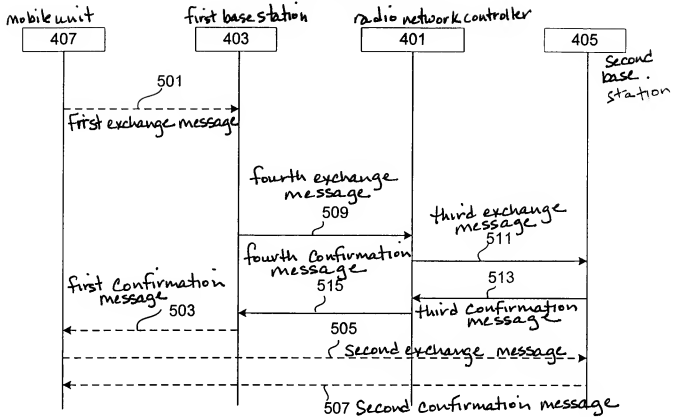 mobile unit
first base station
radio network controller
407
403
401
405
second
base.
station
501
First exchange message
fourth exchange
message
509
third exchange
message
511
fourth confirmation
message
515
513
third confirmation
message
first confirmation
message
503
505
second exchange message
507 Second confirmation message